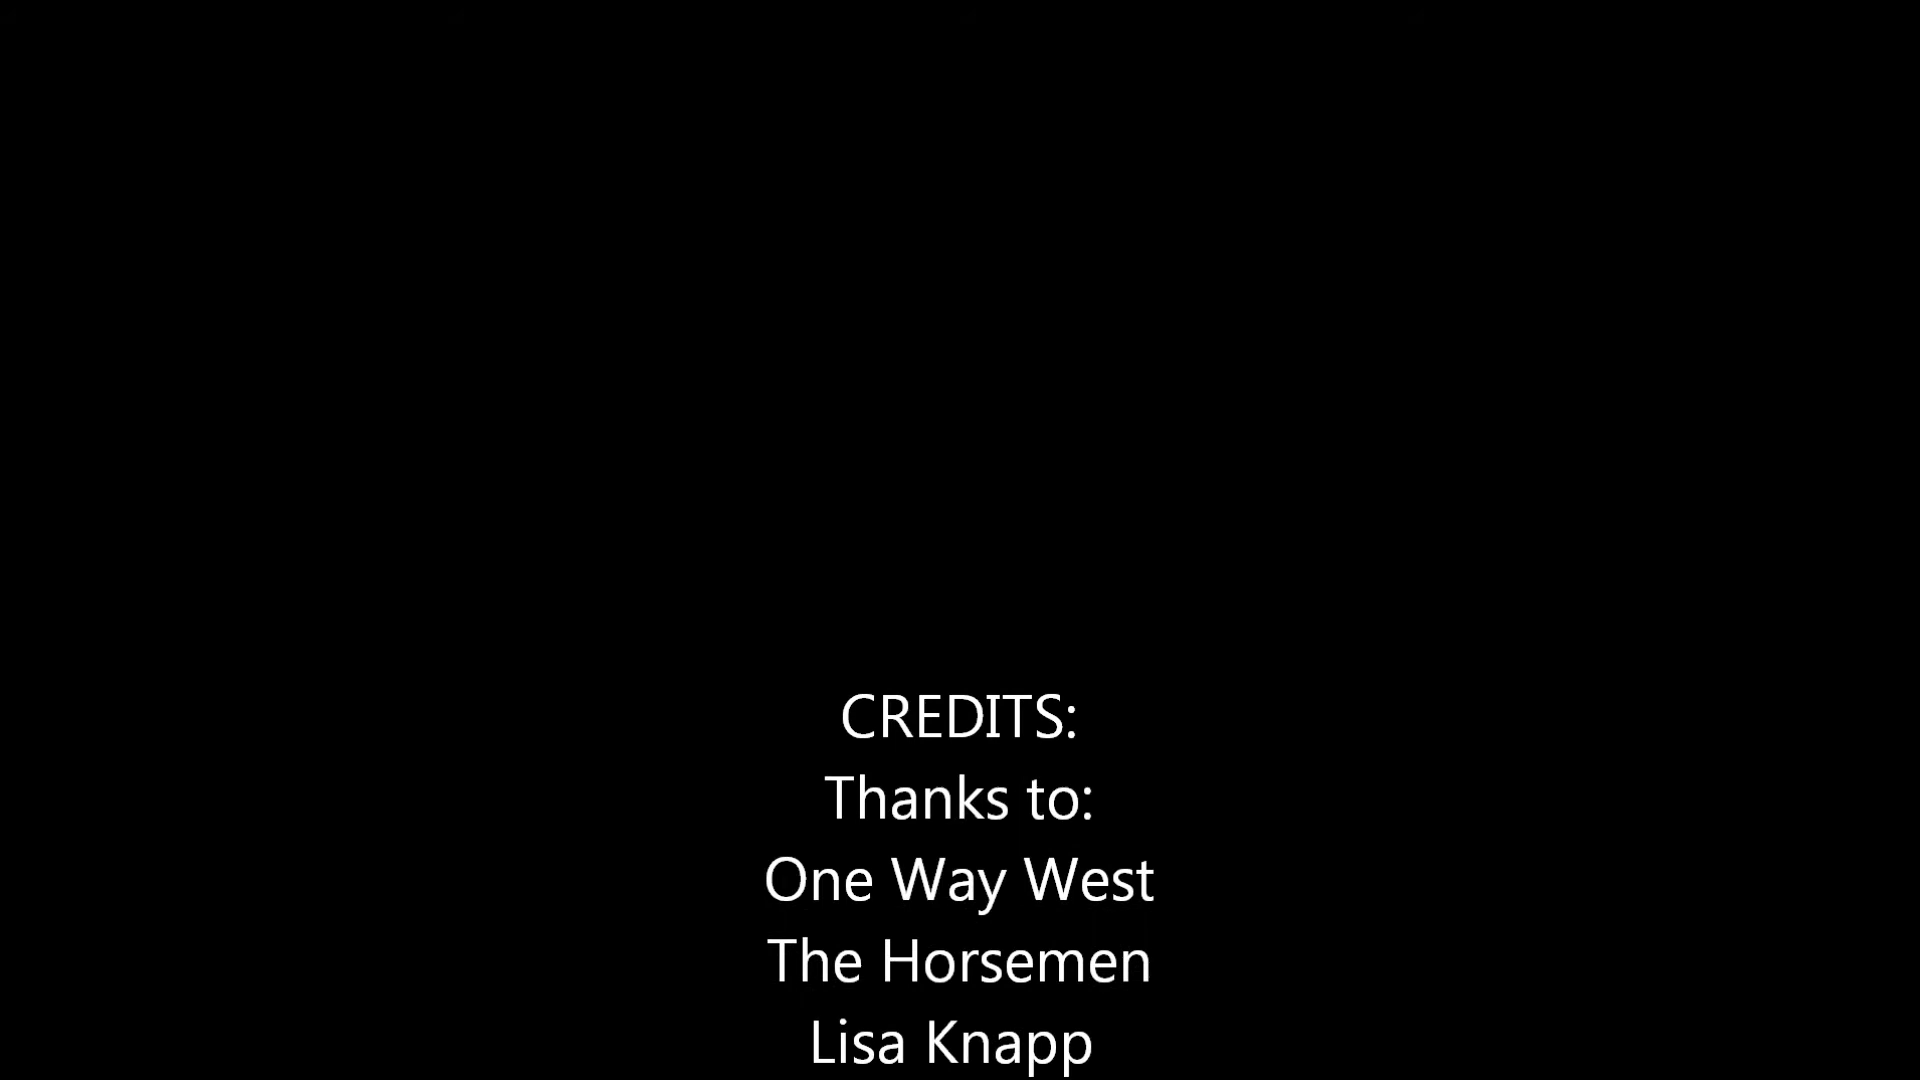 CREDITS:
Thanks to:
One Way West
The Horsemen
Lisa Knapp